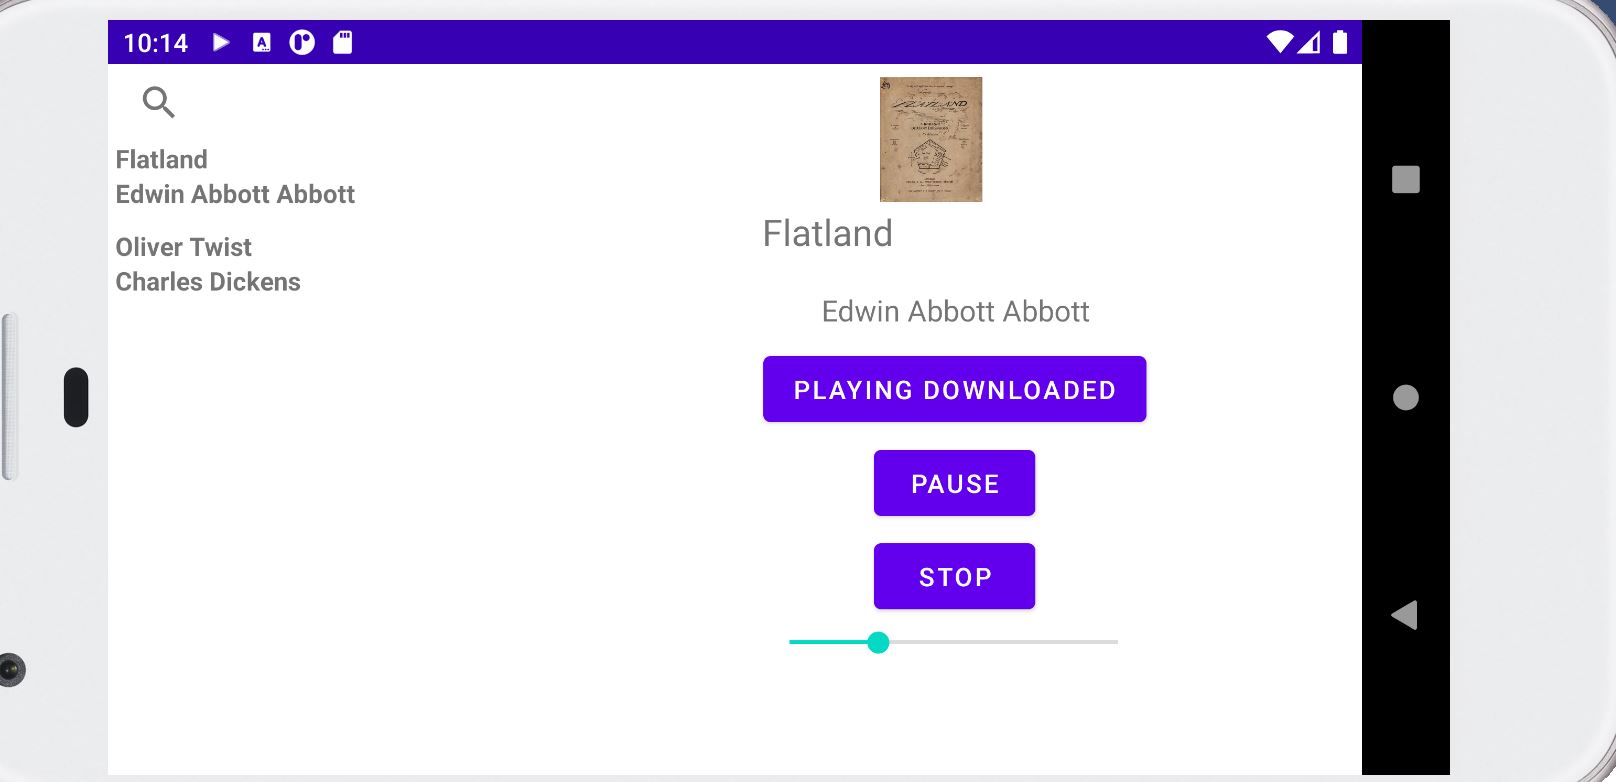 10:14
A
Flatland
Edwin Abbott Abbott
Oliver Twist
Charles Dickens
FLATLAND
Flatland
Edwin Abbott Abbott
PLAYING DOWNLOADED
PAUSE
STOP